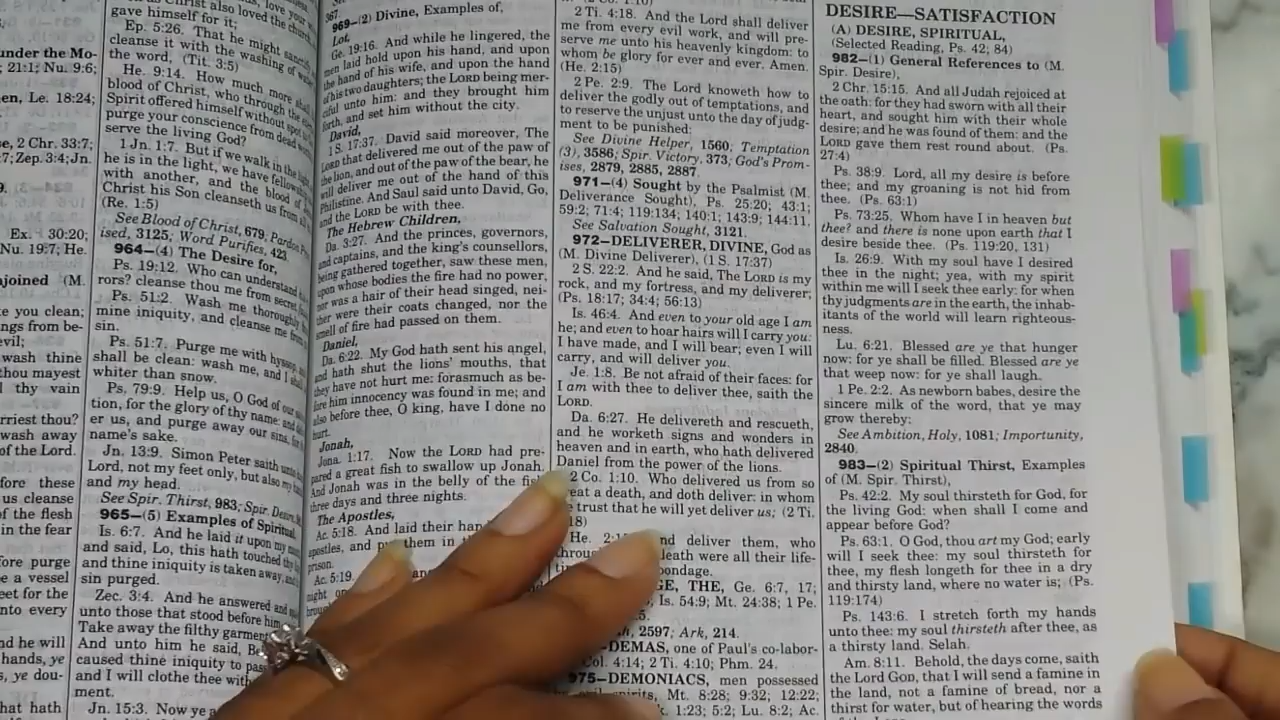 under the Mo-
; 21:1; Nu. 9:6;
en, Le. 18:24;
e, 2 Chr. 33:7;
:7; Zep. 3:4; Jn.
9.
Ex. 30:20;
Nu. 19:7; He.
njoined (M.
e you clean;
ngs from be-
evil;
wash thine
thou mayest
l thy vain
rriest thou?
wash away
of the Lord.
fore these
us cleanse
of the flesh
in the fear
fore purge
e a vessel
eet for the
nto every
nd he will
hands, ye
s, ye dou-
hat hath
Christ also loved the church,
gave himself for it;
Ep. 5:26. That he might sanctify
cleanse it with the washing of water
the word, (Tit. 3:5)
He. 9:14. How much more shall
blood of Christ, who through the
Spirit offered himself without spot
purge your conscience from dead
serve the living God?
1 Jn. 1:7. But if we walk in the light
he is in the light, we have fellowship
with another, and the blood of
Christ his Son cleanseth us from all
(Re. 1:5)
See Blood of Christ, 679, Pardon
ised, 3125; Word Purifies, 423.
964—(4) The Desire for,
Ps. 19:12. Who can understand
rors? cleanse thou me from secret
Ps. 51:2. Wash me thoroughly
mine iniquity, and cleanse me from
sin.
Ps. 51:7. Purge me with hyssop,
shall be clean: wash me, and I shall
whiter than snow.
Ps. 79:9. Help us, O God of our
tion, for the glory of thy name: and
er us, and purge away our sins, for
name's sake.
Jn. 13:9. Simon Peter saith unto
Lord, not my feet only, but also my
and my head.
See Spir. Thirst, 983; Spir. Desire,
965—(5) Examples of Spiritual,
Is. 6:7. And he laid it upon my
and said, Lo, this hath touched thy
and thine iniquity is taken away, and
sin purged.
Zec. 3:4. And he answered and
unto those that stood before him,
Take away the filthy garments
And unto him he said, Be
caused thine iniquity to pass
and I will clothe thee with
ment.
Jn. 15:3. Now ye
367.
969—(2) Divine, Examples of,
Lot,
Ge. 19:16. And while he lingered, the
men laid hold upon his hand, and upon
the hand of his wife, and upon the hand
of his two daughters; the LORD being mer-
ciful unto him: and they brought him
forth, and set him without the city.
David,
1 S. 17:37. David said moreover, The
LORD that delivered me out of the paw of
the lion, and out of the paw of the bear, he
will deliver me out of the hand of this
Philistine. And Saul said unto David, Go,
and the LORD be with thee.
The Hebrew Children,
Da. 3:27. And the princes, governors,
and captains, and the king's counsellors,
being gathered together, saw these men,
upon whose bodies the fire had no power,
nor was a hair of their head singed, nei-
ther were their coats changed, nor the
smell of fire had passed on them.
Daniel,
Da. 6:22. My God hath sent his angel,
and hath shut the lions' mouths, that
they have not hurt me: forasmuch as be-
fore him innocency was found in me; and
also before thee, O king, have I done no
hurt.
Jonah,
Jona. 1:17. Now the LORD had pre-
pared a great fish to swallow up Jonah.
And Jonah was in the belly of the fish
three days and three nights.
The Apostles,
Ac. 5:18. And laid their han
apostles, and put them in t
prison.
Ac. 5:19.
2 Ti. 4:18. And the Lord shall deliver
me from every evil work, and will pre-
serve me unto his heavenly kingdom: to
whom be glory for ever and ever. Amen.
(He. 2:15)
2 Pe. 2:9. The Lord knoweth how to
deliver the godly out of temptations, and
to reserve the unjust unto the day of judg-
ment to be punished:
See Divine Helper, 1560; Temptation
(3), 3586; Spir. Victory. 373; God's Prom-
ises, 2879, 2885, 2887.
971—(4) Sought by the Psalmist (M.
Deliverance Sought), Ps. 25:20; 43:1;
59:2; 71:4; 119:134; 140:1; 143:9; 144:11.
See Salvation Sought, 3121.
972—DELIVERER, DIVINE, God as
(M. Divine Deliverer), (1 S. 17:37)
2 S. 22:2. And he said, The LORD is my
rock, and my fortress, and my deliverer;
(Ps. 18:17; 34:4; 56:13)
Is. 46:4. And even to your old age I am
he; and even to hoar hairs will I carry you:
I have made, and I will bear; even I will
carry, and will deliver you.
Je. 1:8. Be not afraid of their faces: for
I am with thee to deliver thee, saith the
LORD.
Da. 6:27. He delivereth and rescueth,
and he worketh signs and wonders in
heaven and in earth, who hath delivered
Daniel from the power of the lions.
2 Co. 1:10. Who delivered us from so
reat a death, and doth deliver: in whom
e trust that he will yet deliver us; (2 Ti.
18)
He. 2:1 nd deliver them, who
throu eath were all their life-
ti ondage.
GE, THE, Ge. 6:7, 17;
, Is. 54:9; Mt. 24:38; 1 Pe.
5.
h, 2597; Ark, 214.
DEMAS, one of Paul's co-labor-
Col. 4:14; 2 Ti. 4:10; Phm. 24.
975—DEMONIACS, men possessed
spirits, Mt. 8:28; 9:32; 12:22;
k. 1:23; 5:2; Lu. 8:2; Ac.
DESIRE—SATISFACTION
(A) DESIRE, SPIRITUAL,
(Selected Reading, Ps. 42; 84)
982—(1) General References to (M.
Spir. Desire),
2 Chr. 15:15. And all Judah rejoiced at
the oath: for they had sworn with all their
heart, and sought him with their whole
desire; and he was found of them: and the
LORD gave them rest round about. (Ps.
27:4)
Ps. 38:9. Lord, all my desire is before
thee; and my groaning is not hid from
thee. (Ps. 63:1)
Ps. 73:25. Whom have I in heaven but
thee? and there is none upon earth that I
desire beside thee. (Ps. 119:20, 131)
Is. 26:9. With my soul have I desired
thee in the night; yea, with my spirit
within me will I seek thee early: for when
thy judgments are in the earth, the inhab-
itants of the world will learn righteous-
ness.
Lu. 6:21. Blessed are ye that hunger
now: for ye shall be filled. Blessed are ye
that weep now: for ye shall laugh.
1 Pe. 2:2. As newborn babes, desire the
sincere milk of the word, that ye may
grow thereby:
See Ambition, Holy, 1081; Importunity,
2840.
983—(2) Spiritual Thirst, Examples
of (M. Spir. Thirst),
Ps. 42:2. My soul thirsteth for God, for
the living God: when shall I come and
appear before God?
Ps. 63:1. O God, thou art my God; early
will I seek thee: my soul thirsteth for
thee, my flesh longeth for thee in a dry
and thirsty land, where no water is; (Ps.
119:174)
Ps. 143:6. I stretch forth my hands
unto thee: my soul thirsteth after thee, as
a thirsty land. Selah.
Am. 8:11. Behold, the days come, saith
the Lord GOD, that I will send a famine in
the land, not a famine of bread, nor a
thirst for water, but of hearing the words